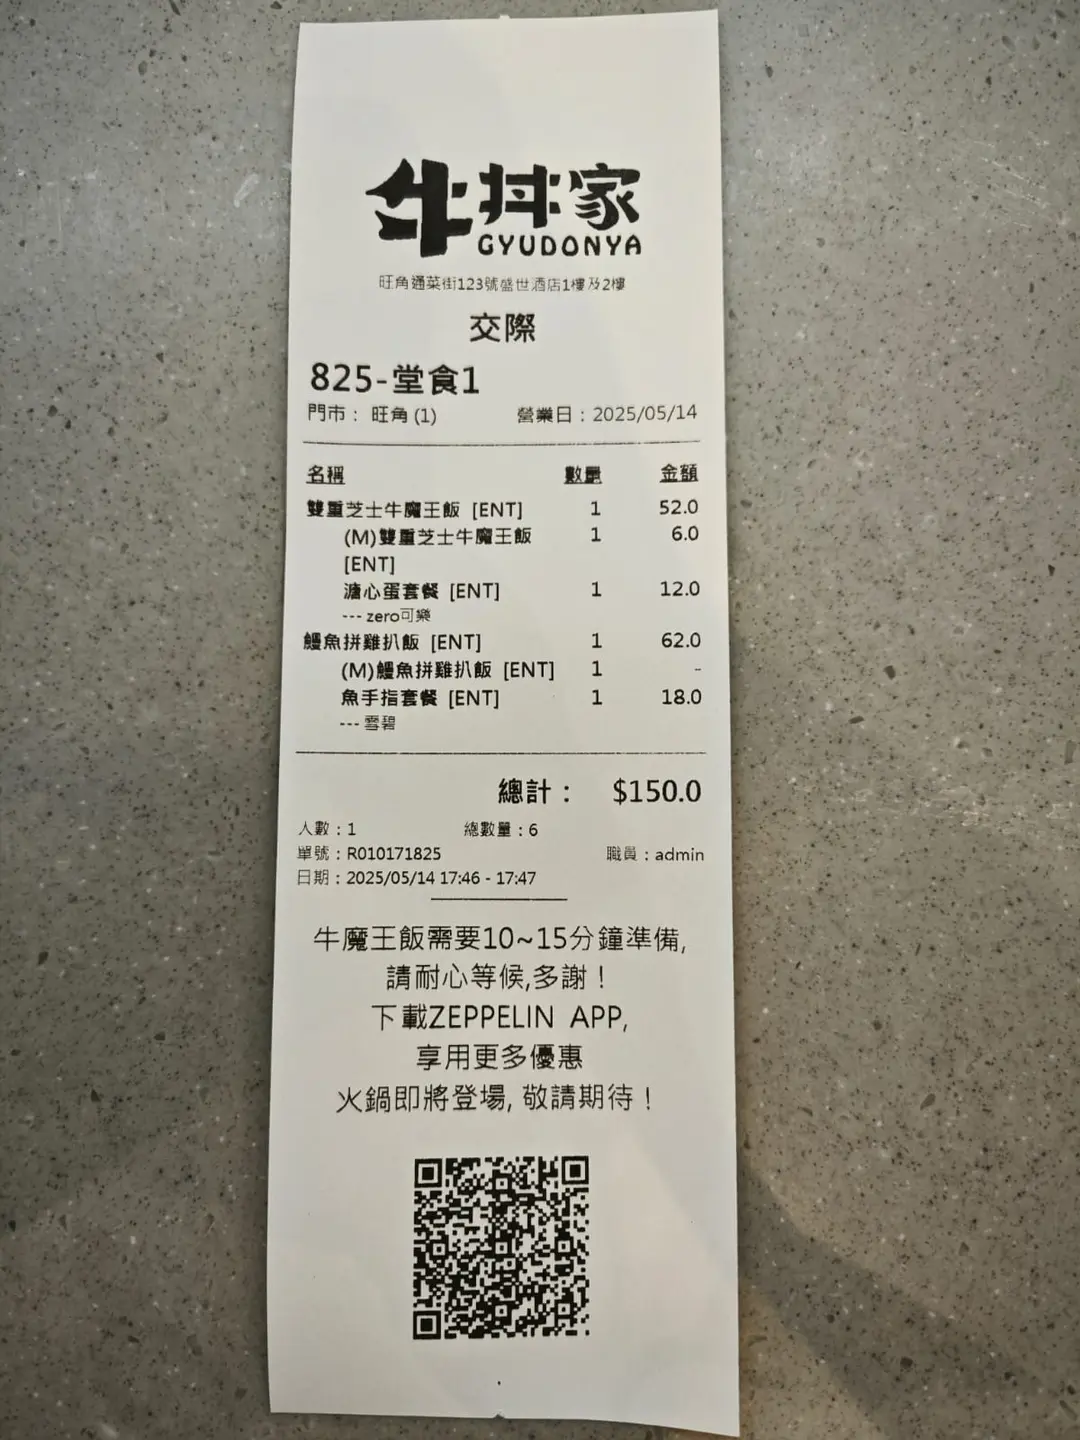 牛丼家
GYUDONYA
旺角通菜街123號盛世酒店1樓及2樓
交際
825-堂食1
門市： 旺角 (1) 營業日：2025/05/14
名稱 數量 金額
雙重芝士牛魔王飯 [ENT] 1 52.0
(M)雙重芝士牛魔王飯 1 6.0
[ENT]
溏心蛋套餐 [ENT] 1 12.0
--- zero可樂
鰻魚拼雞扒飯 [ENT] 1 62.0
(M)鰻魚拼雞扒飯 [ENT] 1 -
魚手指套餐 [ENT] 1 18.0
--- 雪碧
總計： $150.0
人數：1 總數量：6
單號：R010171825 職員：admin
日期：2025/05/14 17:46 - 17:47
牛魔王飯需要10~15分鐘準備,
請耐心等候,多謝！
下載ZEPPELIN APP,
享用更多優惠
火鍋即將登場, 敬請期待！